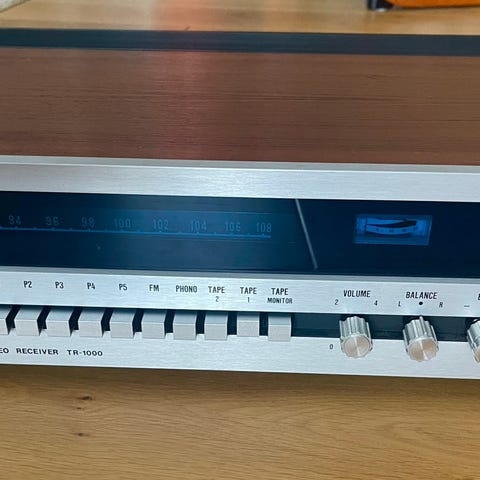 94 96 98 100 102 104 106 108
P2 P3 P4 P5 FM PHONO TAPE 2 TAPE 1 TAPE MONITOR
VOLUME BALANCE
2 4 L R
0
EO RECEIVER TR-1000